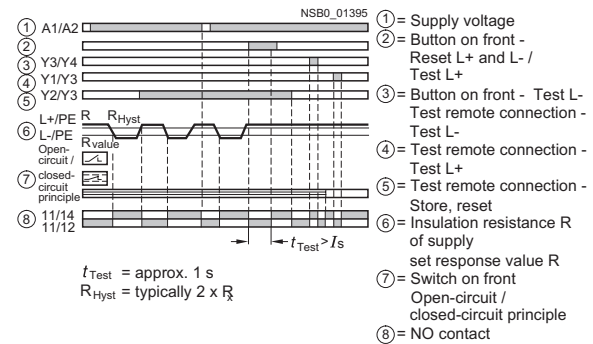 NSB0_01395
① A1/A2
②
③ Y3/Y4
④ Y1/Y3
⑤ Y2/Y3
L+/PE R RHyst
⑥ L-/PE Rvalue
Open-
circuit /
⑦ closed-
circuit
principle
⑧ 11/14
11/12
tTest>Is
tTest = approx. 1 s
RHyst = typically 2 x Rx
①= Supply voltage
②= Button on front -
Reset L+ and L- /
Test L+
③= Button on front - Test L-
Test remote connection -
Test L-
④= Test remote connection -
Test L+
⑤= Test remote connection -
Store, reset
⑥= Insulation resistance R
of supply
set response value R
⑦= Switch on front
Open-circuit /
closed-circuit principle
⑧= NO contact